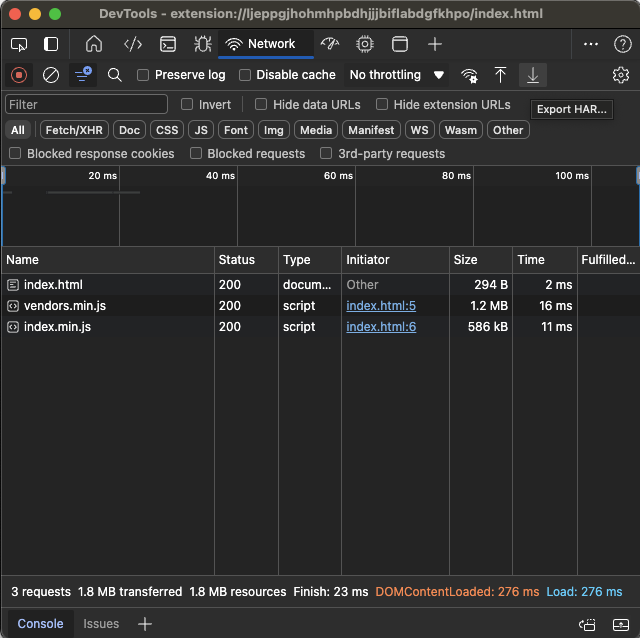 DevTools - extension://ljeppgjhohmhpbdhjjjbiflabdgfkhpo/index.html
Network
Preserve log Disable cache No throttling
Filter Invert Hide data URLs Hide extension URLs
Export HAR...
All Fetch/XHR Doc CSS JS Font Img Media Manifest WS Wasm Other
Blocked response cookies Blocked requests 3rd-party requests
20 ms 40 ms 60 ms 80 ms 100 ms
Name Status Type Initiator Size Time Fulfilled...
index.html 200 docum... Other 294 B 2 ms
vendors.min.js 200 script index.html:5 1.2 MB 16 ms
index.min.js 200 script index.html:6 586 kB 11 ms
3 requests 1.8 MB transferred 1.8 MB resources Finish: 23 ms DOMContentLoaded: 276 ms Load: 276 ms
Console Issues